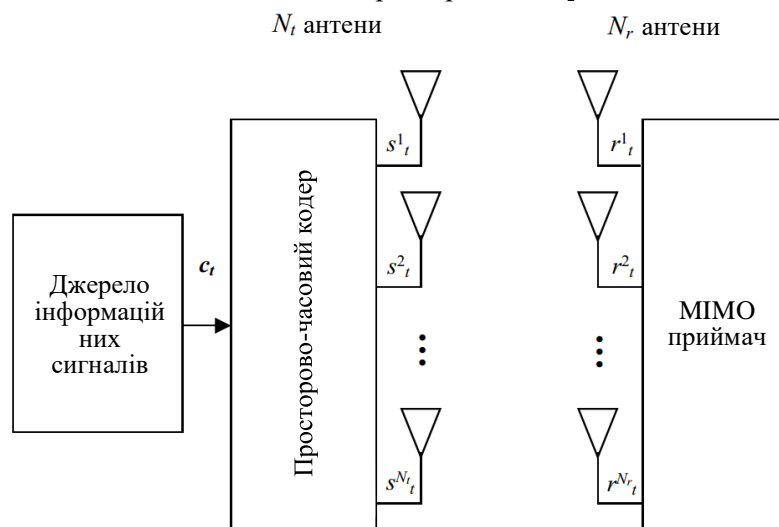 N_t антени
N_r антени
s^1_t
r^1_t
Просторово-часовий кодер
c_t
s^2_t
r^2_t
Джерело
інформацій
них
сигналів
МІМО
приймач
s^{N_t}_t
r^{N_r}_t